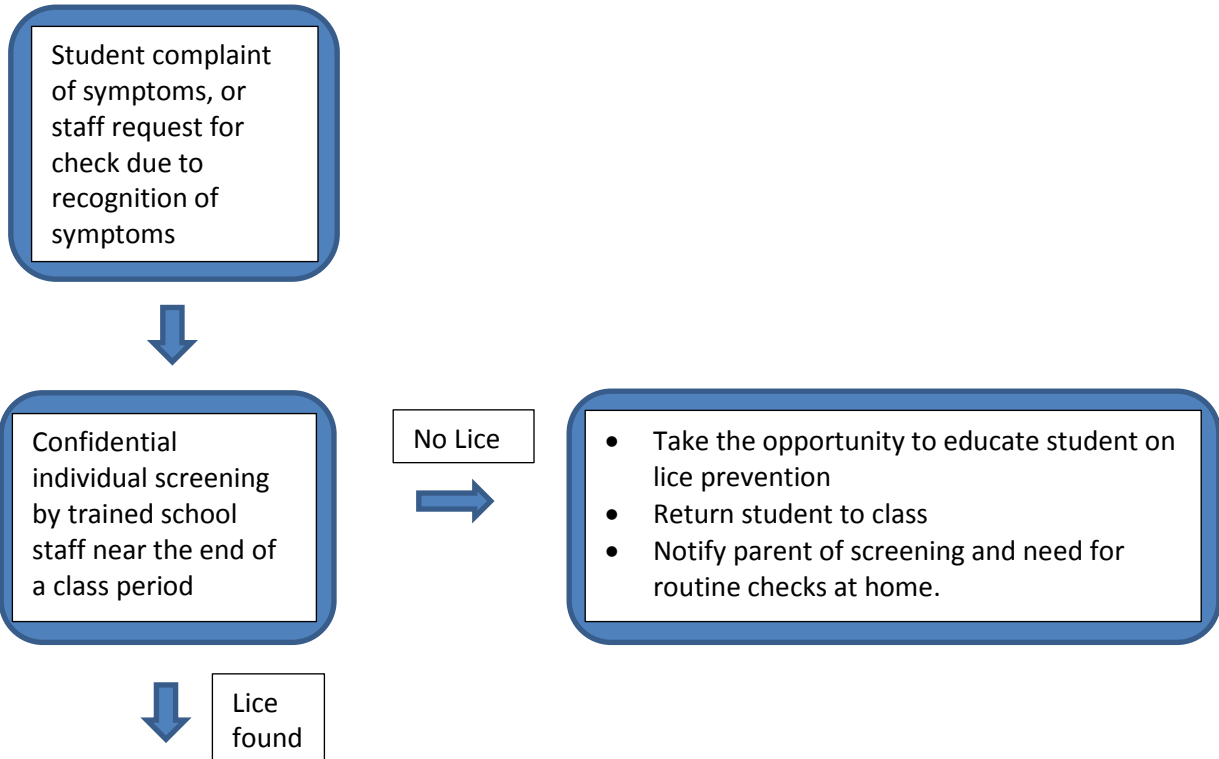 Student complaint
of symptoms, or
staff request for
check due to
recognition of
symptoms
Confidential
individual screening
by trained school
staff near the end of
a class period
No Lice
• Take the opportunity to educate student on
lice prevention
• Return student to class
• Notify parent of screening and need for
routine checks at home.
Lice
found